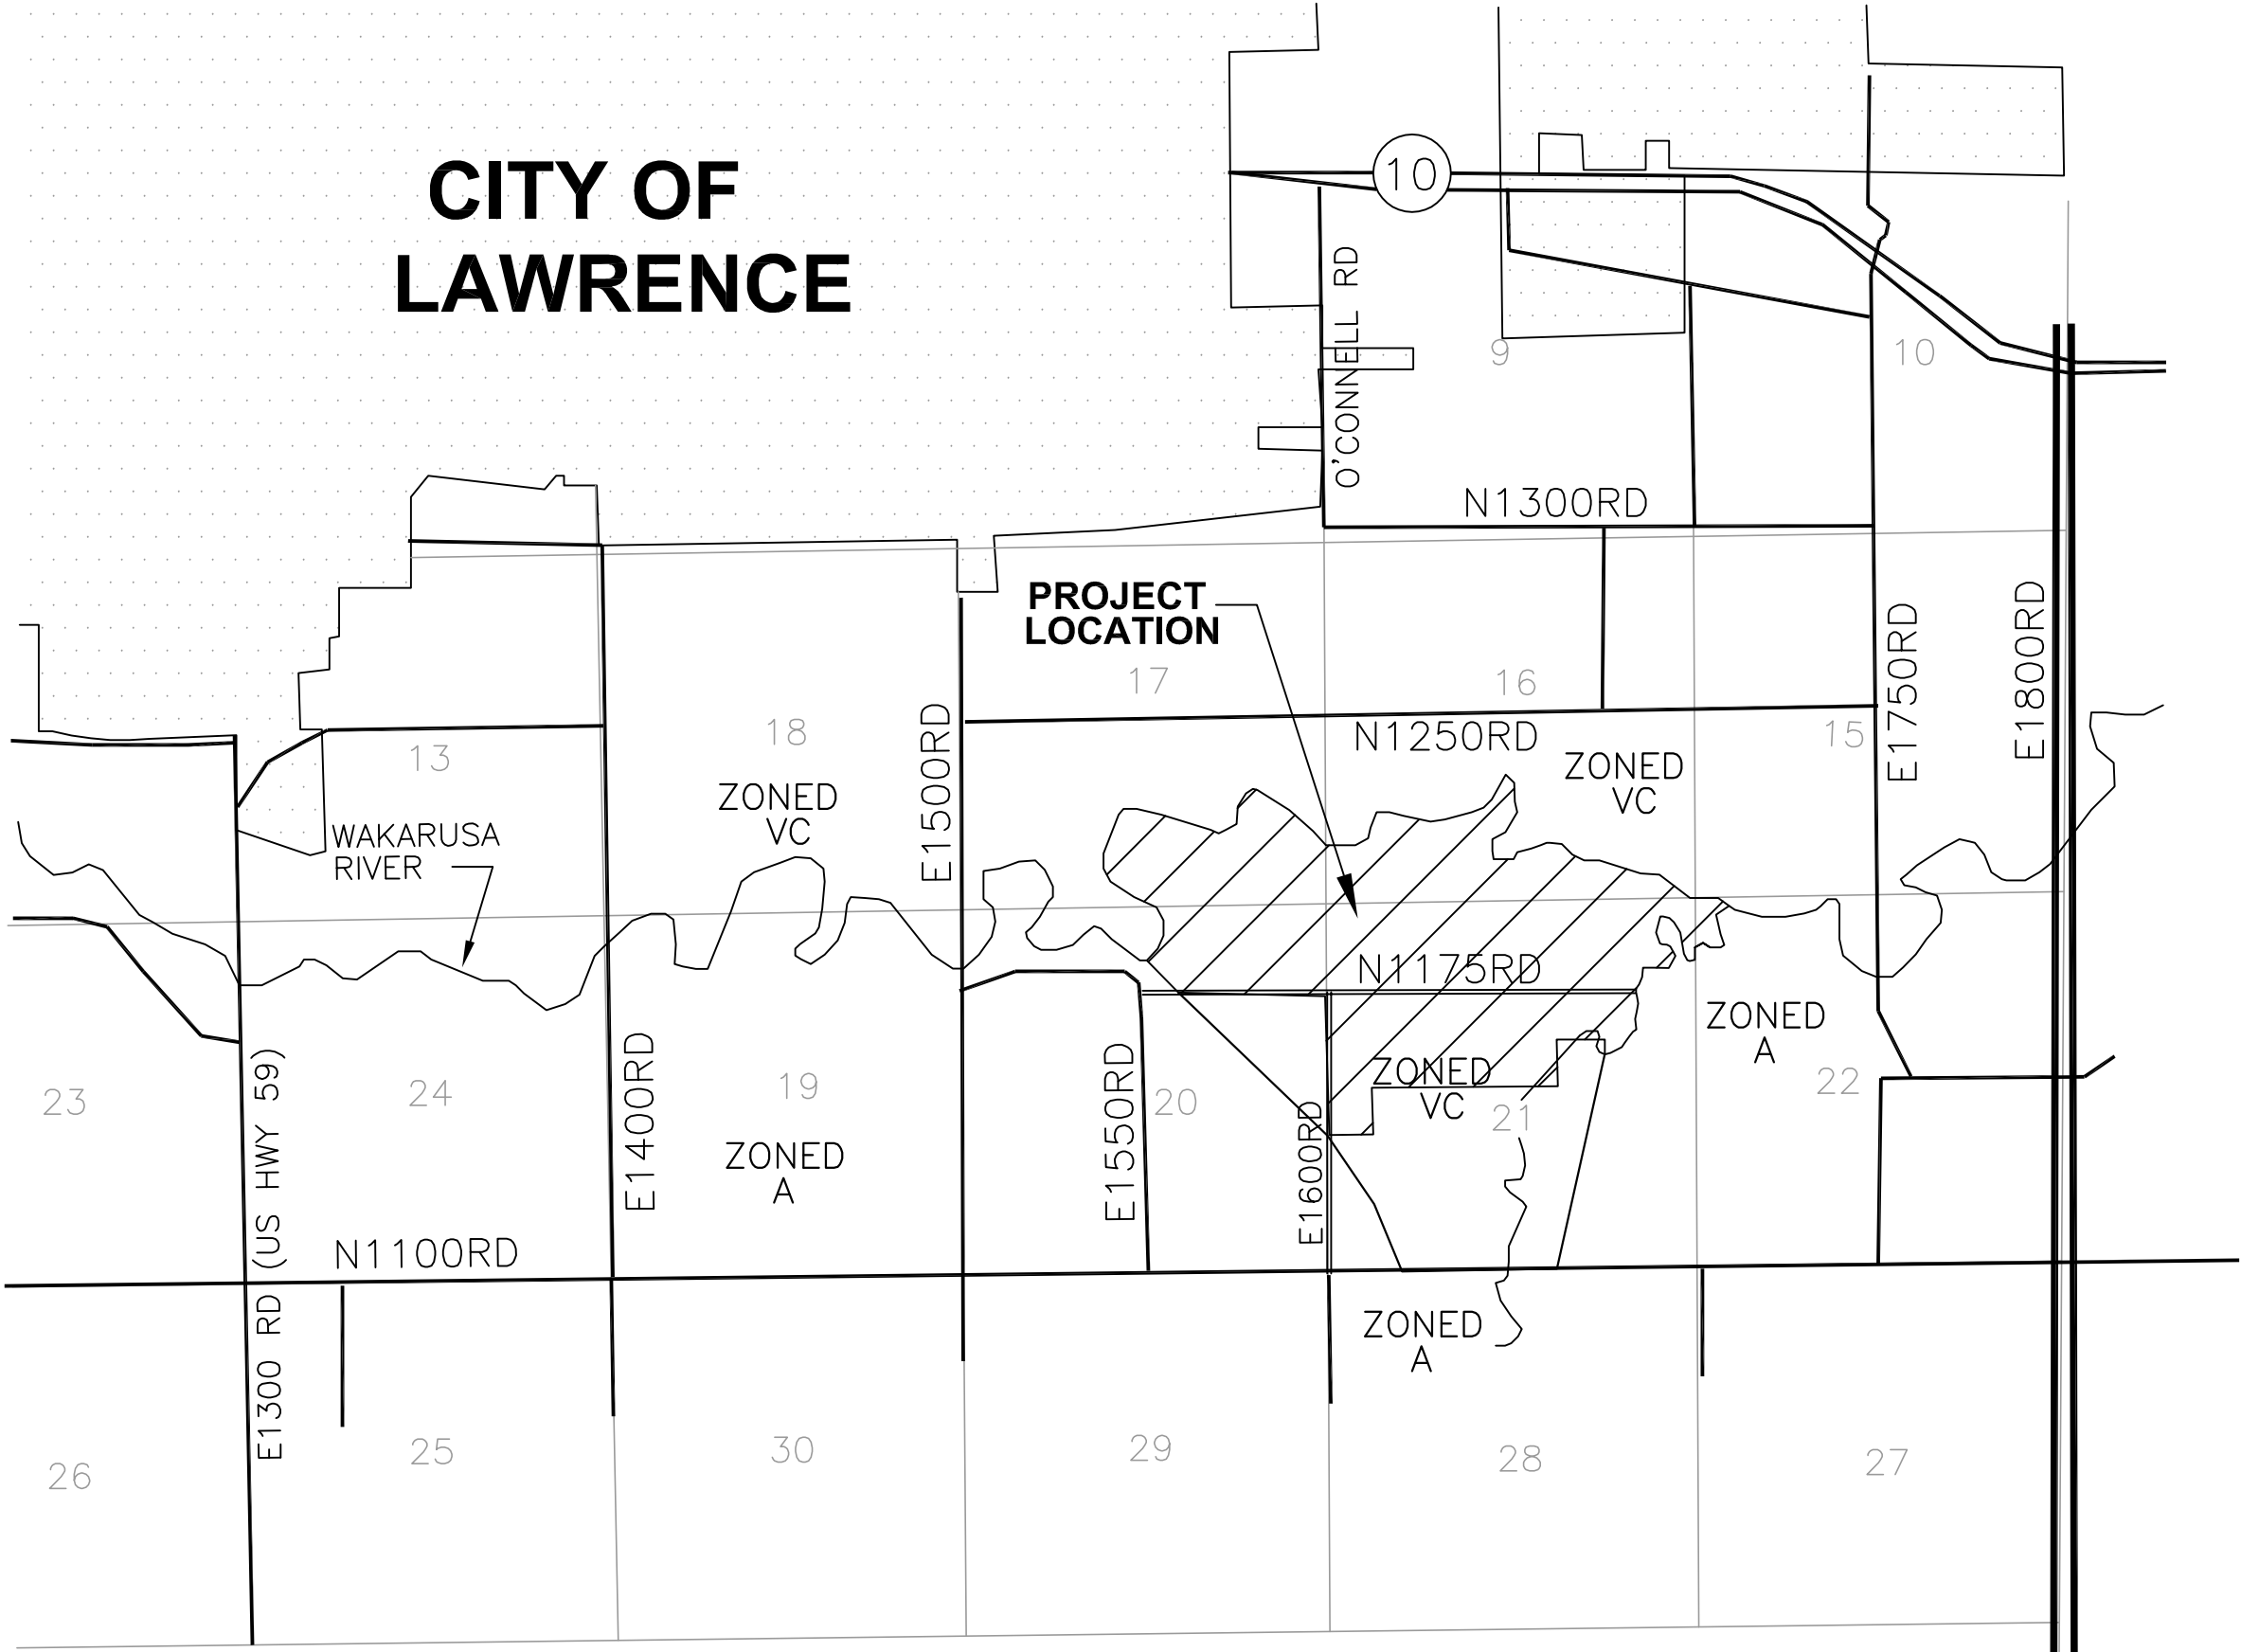 CITY OF
LAWRENCE
10
O'CONNELL RD
9
10
N1300RD
PROJECT
LOCATION
17
16
E1750RD
E1800RD
18
13
E1500RD
N1250RD
15
ZONED
VC
ZONED
VC
WAKARUSA
RIVER
N1175RD
ZONED
A
E1400RD
E1550RD
ZONED
VC
23
24
19
20
21
22
E1600RD
ZONED
A
E1300 RD (US HWY 59)
N1100RD
ZONED
A
26
25
30
29
28
27